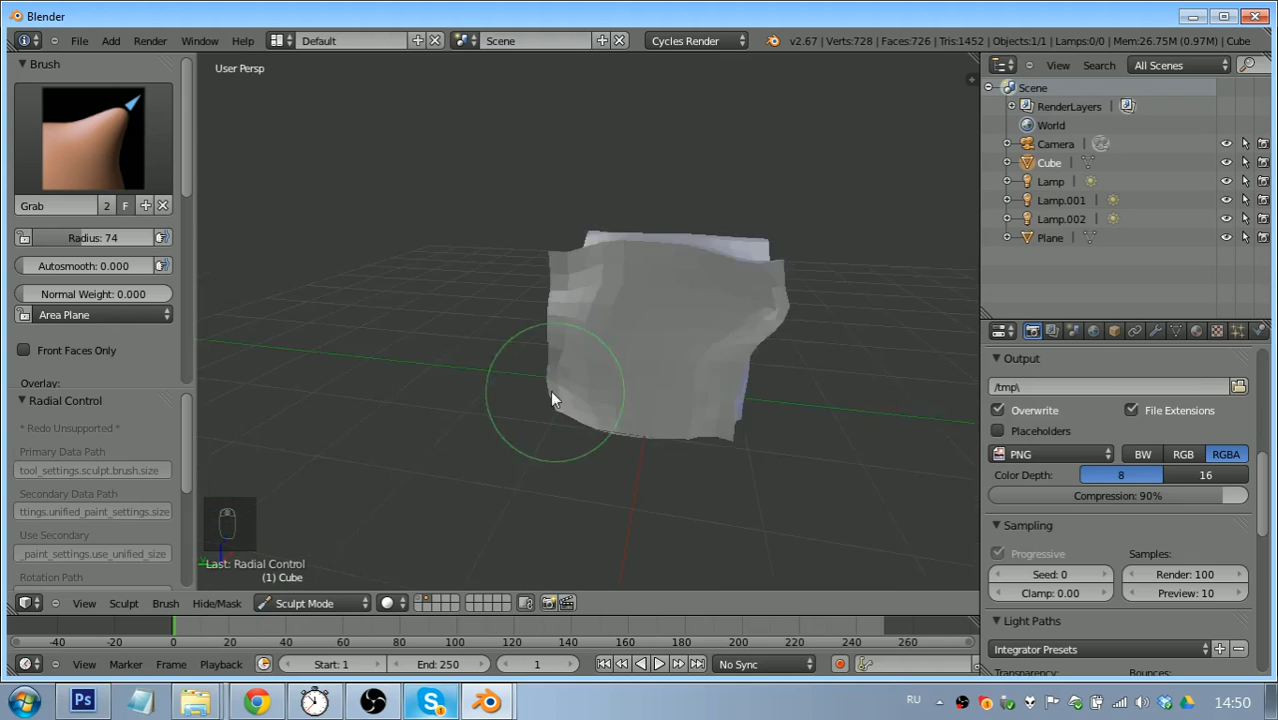 Blender
File Add Render Window Help Default Scene Cycles Render v2.67 | Verts:728 | Faces:726 | Tris:1452 | Objects:1/1 | Lamps:0/0 | Mem:26.75M (0.97M) | Cube
Brush
Grab 2 F
Radius: 74
Autosmooth: 0.000
Normal Weight: 0.000
Area Plane
Front Faces Only
Overlay:
Radial Control
* Redo Unsupported *
Primary Data Path
tool_settings.sculpt.brush.size
Secondary Data Path
ttings.unified_paint_settings.size
Use Secondary
_paint_settings.use_unified_size
Rotation Path
User Persp
Last: Radial Control
(1) Cube
View Sculpt Brush Hide/Mask Sculpt Mode
-40 -20 0 20 40 60 80 100 120 140 160 180 200 220 240 260
View Marker Frame Playback Start: 1 End: 250 1 No Sync
View Search All Scenes
Scene
RenderLayers
World
Camera
Cube
Lamp
Lamp.001
Lamp.002
Plane
Output
/tmp\
Overwrite File Extensions
Placeholders
PNG BW RGB RGBA
Color Depth: 8 16
Compression: 90%
Sampling
Progressive Samples:
Seed: 0 Render: 100
Clamp: 0.00 Preview: 10
Light Paths
Integrator Presets
Transparency: Bounces:
Ps RU 14:50